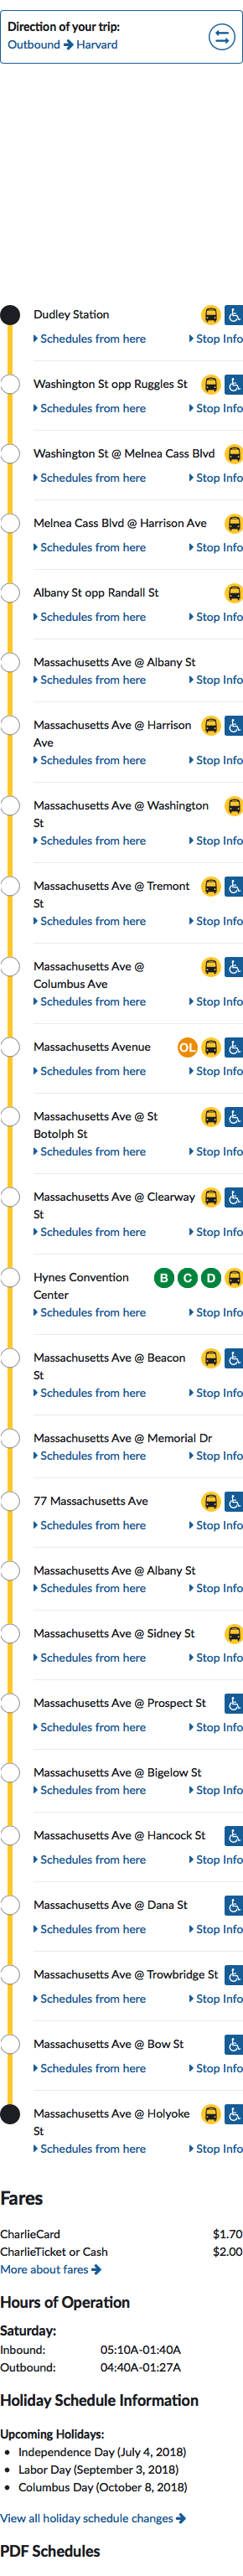 Direction of your trip:
Outbound → Harvard
Dudley Station
Schedules from here Stop Info
Washington St opp Ruggles St
Schedules from here Stop Info
Washington St @ Melnea Cass Blvd
Schedules from here Stop Info
Melnea Cass Blvd @ Harrison Ave
Schedules from here Stop Info
Albany St opp Randall St
Schedules from here Stop Info
Massachusetts Ave @ Albany St
Schedules from here Stop Info
Massachusetts Ave @ Harrison
Ave
Schedules from here Stop Info
Massachusetts Ave @ Washington
St
Schedules from here Stop Info
Massachusetts Ave @ Tremont
St
Schedules from here Stop Info
Massachusetts Ave @
Columbus Ave
Schedules from here Stop Info
Massachusetts Avenue OL
Schedules from here Stop Info
Massachusetts Ave @ St
Botolph St
Schedules from here Stop Info
Massachusetts Ave @ Clearway
St
Schedules from here Stop Info
Hynes Convention B C D
Center
Schedules from here Stop Info
Massachusetts Ave @ Beacon
St
Schedules from here Stop Info
Massachusetts Ave @ Memorial Dr
Schedules from here Stop Info
77 Massachusetts Ave
Schedules from here Stop Info
Massachusetts Ave @ Albany St
Schedules from here Stop Info
Massachusetts Ave @ Sidney St
Schedules from here Stop Info
Massachusetts Ave @ Prospect St
Schedules from here Stop Info
Massachusetts Ave @ Bigelow St
Schedules from here Stop Info
Massachusetts Ave @ Hancock St
Schedules from here Stop Info
Massachusetts Ave @ Dana St
Schedules from here Stop Info
Massachusetts Ave @ Trowbridge St
Schedules from here Stop Info
Massachusetts Ave @ Bow St
Schedules from here Stop Info
Massachusetts Ave @ Holyoke
St
Schedules from here Stop Info
Fares
CharlieCard $1.70
CharlieTicket or Cash $2.00
More about fares →
Hours of Operation
Saturday:
Inbound: 05:10A-01:40A
Outbound: 04:40A-01:27A
Holiday Schedule Information
Upcoming Holidays:
• Independence Day (July 4, 2018)
• Labor Day (September 3, 2018)
• Columbus Day (October 8, 2018)
View all holiday schedule changes →
PDF Schedules